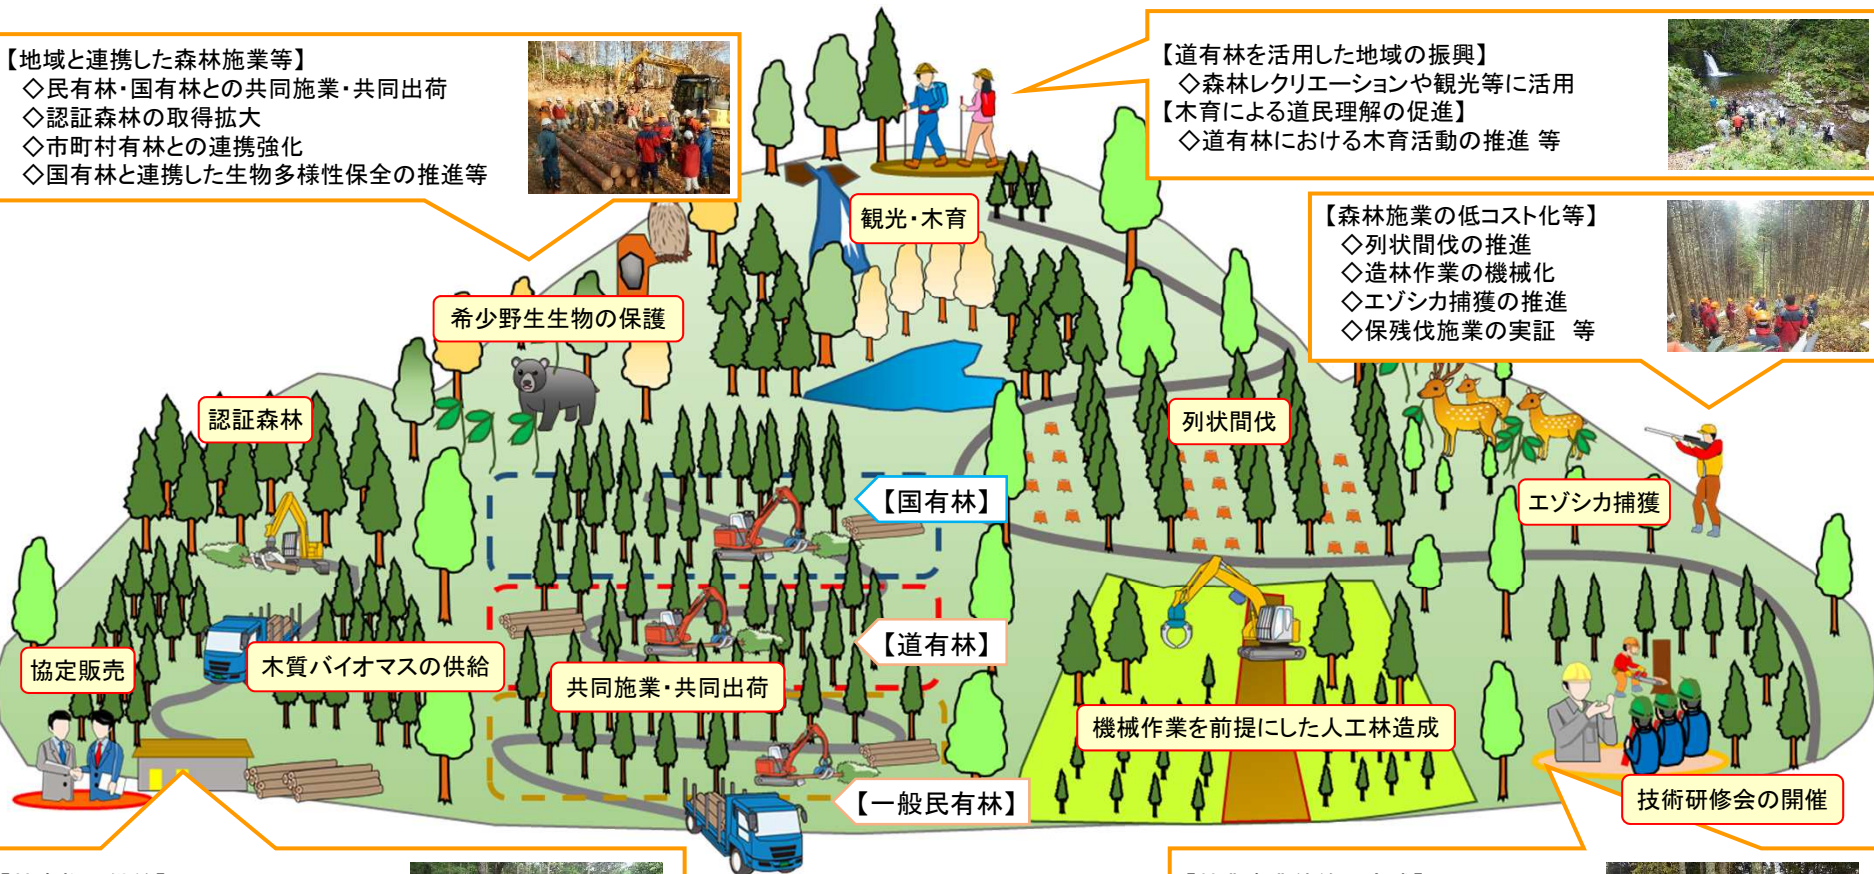 【地域と連携した森林施業等】
◇民有林・国有林との共同施業・共同出荷
◇認証森林の取得拡大
◇市町村有林との連携強化
◇国有林と連携した生物多様性保全の推進等
【道有林を活用した地域の振興】
◇森林レクリエーションや観光等に活用
【木育による道民理解の促進】
◇道有林における木育活動の推進 等
【森林施業の低コスト化等】
◇列状間伐の推進
◇造林作業の機械化
◇エゾシカ捕獲の推進
◇保残伐施業の実証 等
観光・木育
希少野生生物の保護
認証森林
列状間伐
【国有林】
エゾシカ捕獲
【道有林】
協定販売
木質バイオマスの供給
共同施業・共同出荷
機械作業を前提にした人工林造成
【一般民有林】
技術研修会の開催